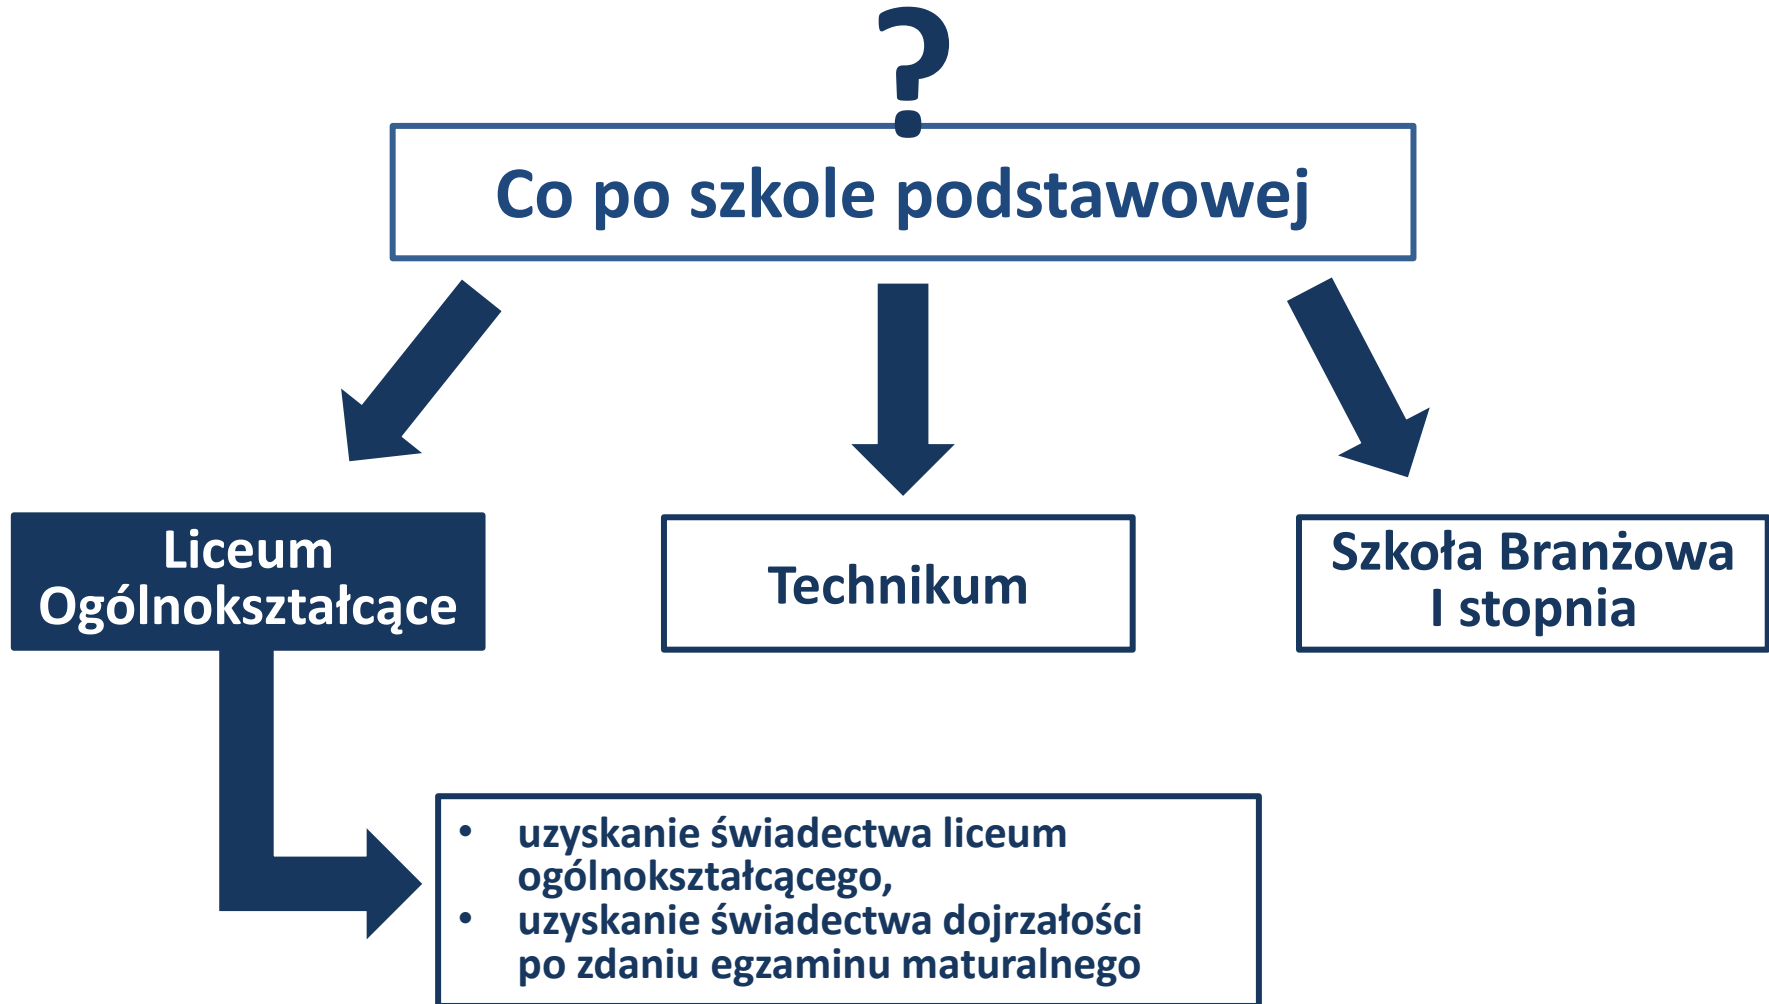 ?
Co po szkole podstawowej
Liceum
Ogólnokształcące
Technikum
Szkoła Branżowa
I stopnia
• uzyskanie świadectwa liceum
ogólnokształcącego,
• uzyskanie świadectwa dojrzałości
po zdaniu egzaminu maturalnego